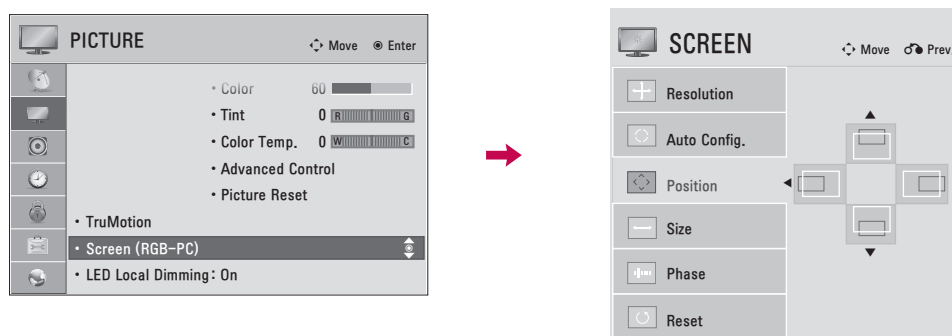 PICTURE
Move
Enter
• Color 60
• Tint 0 R G
• Color Temp. 0 W C
• Advanced Control
• Picture Reset
• TruMotion
• Screen (RGB-PC)
• LED Local Dimming: On
SCREEN
Move
Prev
Resolution
Auto Config.
Position
Size
Phase
Reset